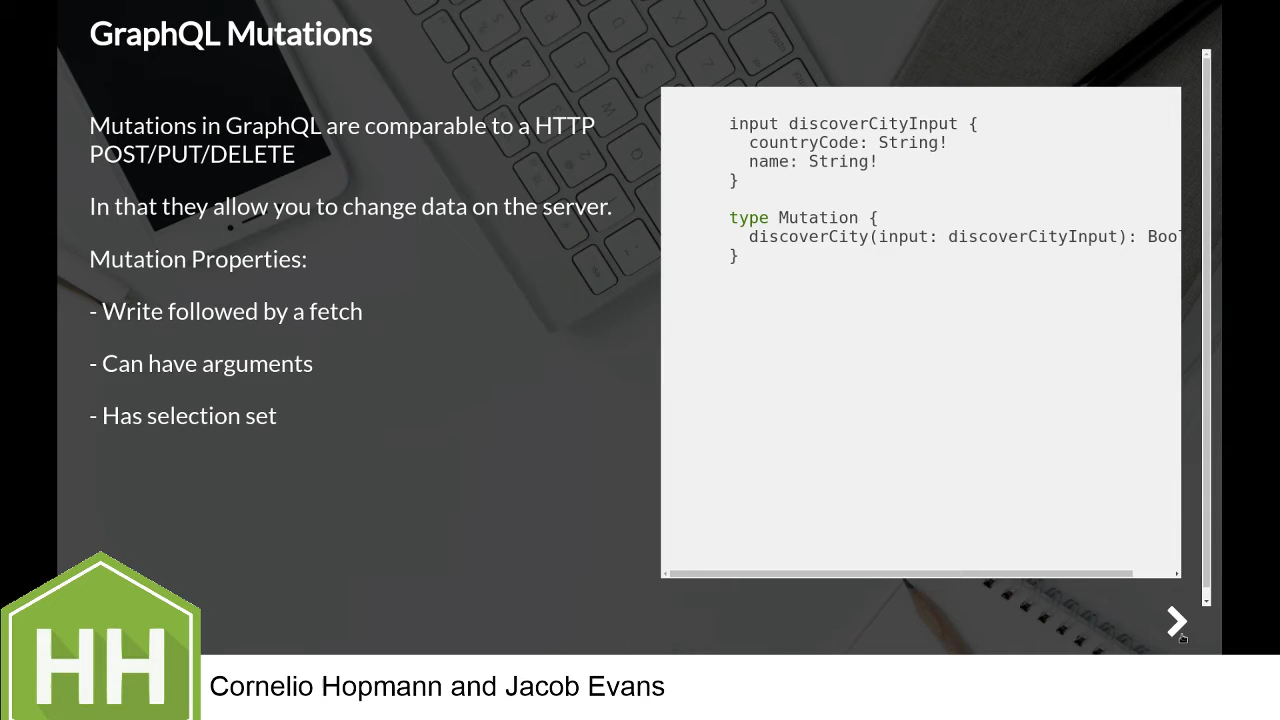 GraphQL Mutations
Mutations in GraphQL are comparable to a HTTP
POST/PUT/DELETE
In that they allow you to change data on the server.
Mutation Properties:
- Write followed by a fetch
- Can have arguments
- Has selection set
input discoverCityInput {
  countryCode: String!
  name: String!
}
type Mutation {
  discoverCity(input: discoverCityInput): Bool
}
HH
Cornelio Hopmann and Jacob Evans